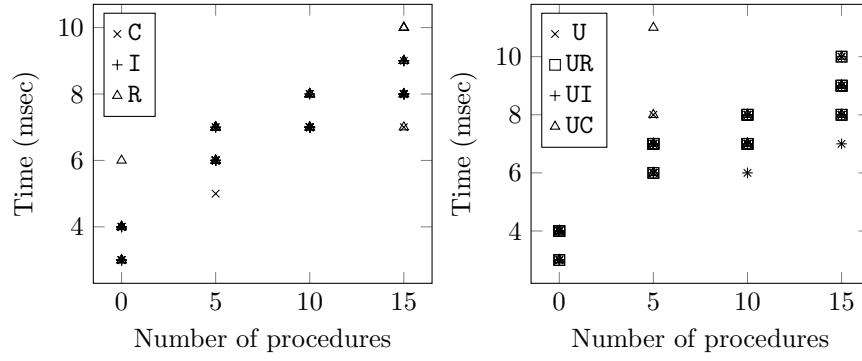 10
8
6
4
Time (msec)
C
I
R
0 5 10 15
Number of procedures
10
8
6
4
Time (msec)
U
UR
UI
UC
0 5 10 15
Number of procedures